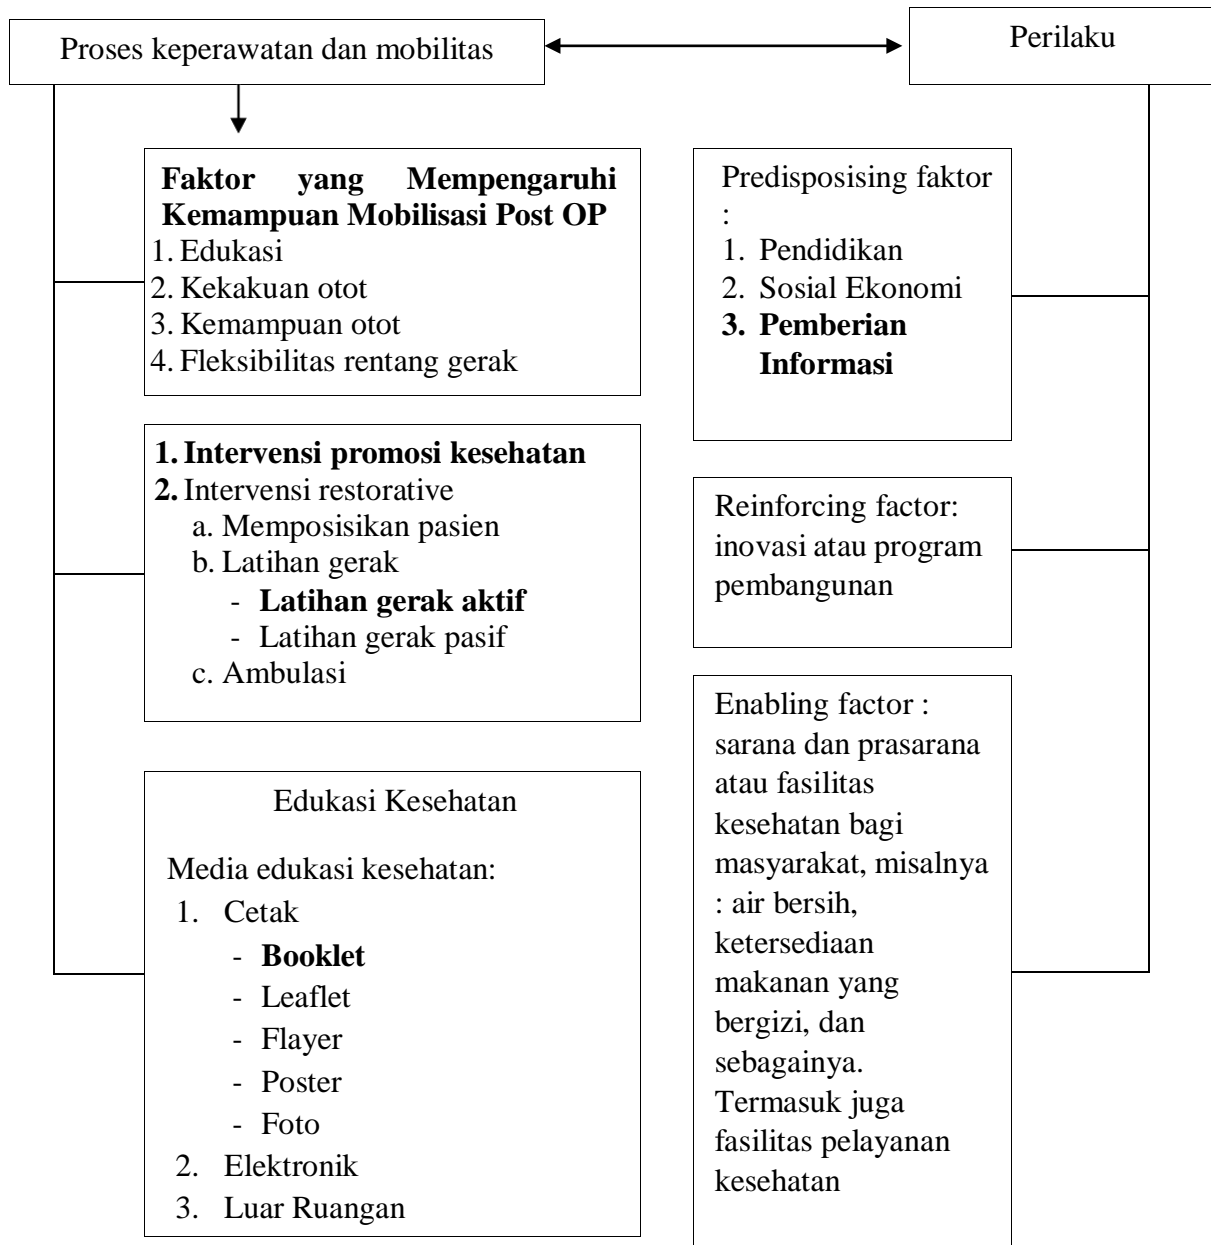 Proses keperawatan dan mobilitas
Perilaku
Faktor yang Mempengaruhi
Kemampuan Mobilisasi Post OP
1. Edukasi
2. Kekakuan otot
3. Kemampuan otot
4. Fleksibilitas rentang gerak
1. Intervensi promosi kesehatan
2. Intervensi restorative
a. Memposisikan pasien
b. Latihan gerak
- Latihan gerak aktif
- Latihan gerak pasif
c. Ambulasi
Edukasi Kesehatan
Media edukasi kesehatan:
1. Cetak
- Booklet
- Leaflet
- Flayer
- Poster
- Foto
2. Elektronik
3. Luar Ruangan
Predisposising faktor
:
1. Pendidikan
2. Sosial Ekonomi
3. Pemberian
Informasi
Reinforcing factor:
inovasi atau program
pembangunan
Enabling factor :
sarana dan prasarana
atau fasilitas
kesehatan bagi
masyarakat, misalnya
: air bersih,
ketersediaan
makanan yang
bergizi, dan
sebagainya.
Termasuk juga
fasilitas pelayanan
kesehatan